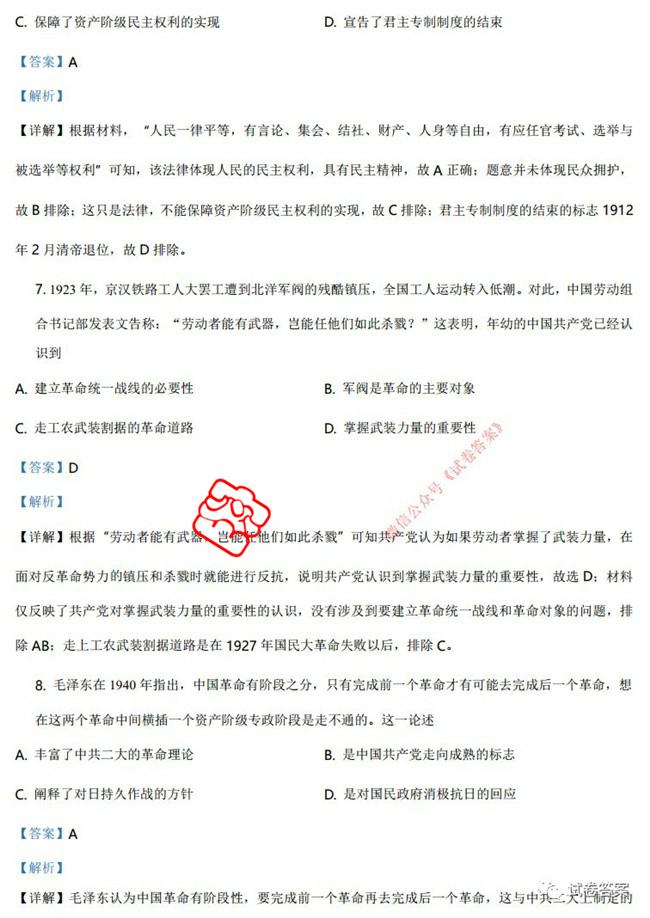 C. 保障了资产阶级民主权利的实现 D. 宣告了君主专制制度的结束
【答案】A
【解析】
【详解】根据材料，“人民一律平等，有言论、集会、结社、财产、人身等自由，有应任官考试、选举与
被选举等权利”可知，该法律体现人民的民主权利，具有民主精神，故 A 正确；题意并未体现民众拥护，
故 B 排除；这只是法律，不能保障资产阶级民主权利的实现，故 C 排除；君主专制制度的结束的标志 1912
年 2 月清帝退位，故 D 排除。
7. 1923 年，京汉铁路工人大罢工遭到北洋军阀的残酷镇压，全国工人运动转入低潮。对此，中国劳动组
合书记部发表文告称：“劳动者能有武器，岂能任他们如此杀戮？”这表明，年幼的中国共产党已经认
识到
A. 建立革命统一战线的必要性 B. 军阀是革命的主要对象
C. 走工农武装割据的革命道路 D. 掌握武装力量的重要性
微信公众号《试卷答案》
【答案】D
【解析】
【详解】根据“劳动者能有武器，岂能任他们如此杀戮”可知共产党认为如果劳动者掌握了武装力量，在
面对反革命势力的镇压和杀戮时就能进行反抗，说明共产党认识到掌握武装力量的重要性，故选 D；材料
仅反映了共产党对掌握武装力量的重要性的认识，没有涉及到要建立革命统一战线和革命对象的问题，排
除 AB；走上工农武装割据道路是在 1927 年国民大革命失败以后，排除 C。
8. 毛泽东在 1940 年指出，中国革命有阶段之分，只有完成前一个革命才有可能去完成后一个革命，想
在这两个革命中间横插一个资产阶级专政阶段是走不通的。这一论述
A. 丰富了中共二大的革命理论 B. 是中国共产党走向成熟的标志
C. 阐释了对日持久作战的方针 D. 是对国民政府消极抗日的回应
【答案】A
【解析】
【详解】毛泽东认为中国革命有阶段性，要完成前一个革命再去完成后一个革命，这与中共二大上制定的
试卷答案